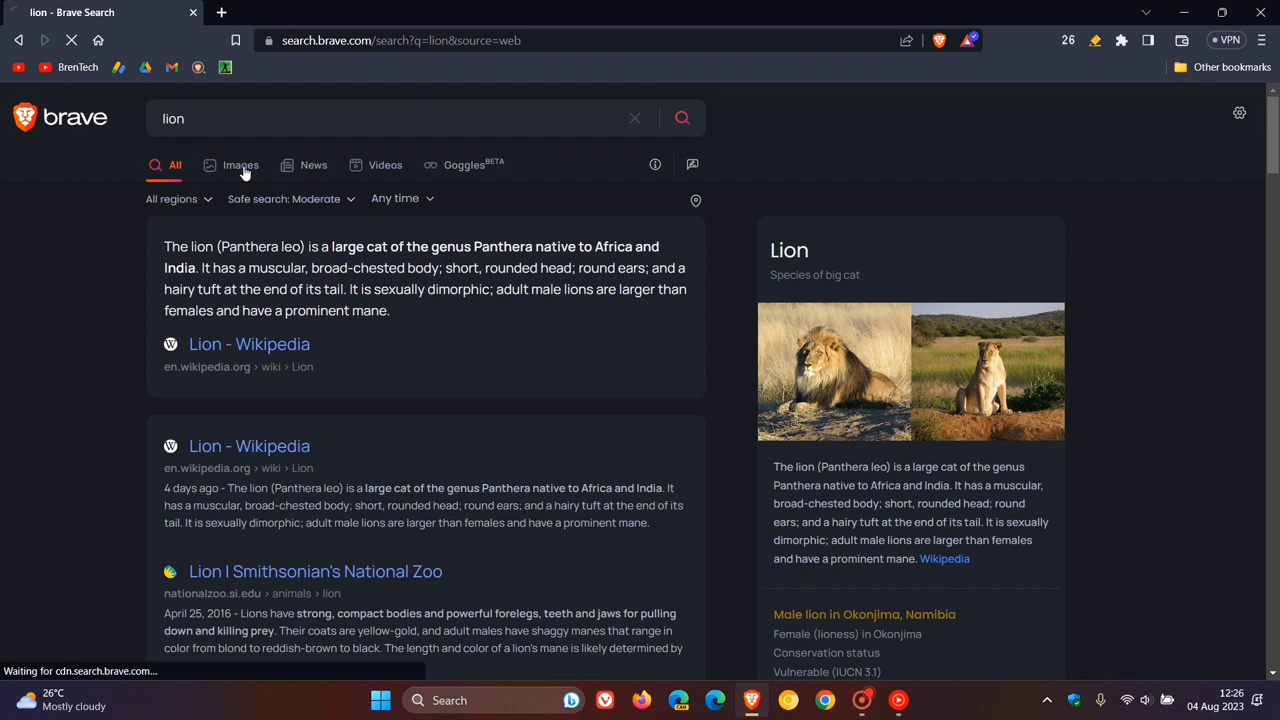 lion - Brave Search
search.brave.com/search?q=lion&source=web
26
VPN
BrenTech
Other bookmarks
brave
lion
All
Images
News
Videos
Goggles BETA
All regions
Safe search: Moderate
Any time
The lion (Panthera leo) is a large cat of the genus Panthera native to Africa and
India. It has a muscular, broad-chested body; short, rounded head; round ears; and a
hairy tuft at the end of its tail. It is sexually dimorphic; adult male lions are larger than
females and have a prominent mane.
Lion - Wikipedia
en.wikipedia.org › wiki › Lion
Lion - Wikipedia
en.wikipedia.org › wiki › Lion
4 days ago - The lion (Panthera leo) is a large cat of the genus Panthera native to Africa and India. It
has a muscular, broad-chested body; short, rounded head; round ears; and a hairy tuft at the end of its
tail. It is sexually dimorphic; adult male lions are larger than females and have a prominent mane.
Lion | Smithsonian's National Zoo
nationalzoo.si.edu › animals › lion
April 25, 2016 - Lions have strong, compact bodies and powerful forelegs, teeth and jaws for pulling
down and killing prey. Their coats are yellow-gold, and adult males have shaggy manes that range in
color from blond to reddish-brown to black. The length and color of a lion's mane is likely determined by
Lion
Species of big cat
The lion (Panthera leo) is a large cat of the genus
Panthera native to Africa and India. It has a muscular,
broad-chested body; short, rounded head; round
ears; and a hairy tuft at the end of its tail. It is sexually
dimorphic; adult male lions are larger than females
and have a prominent mane. Wikipedia
Male lion in Okonjima, Namibia
Female (lioness) in Okonjima
Conservation status
Vulnerable (IUCN 3.1)
Waiting for cdn.search.brave.com...
26°C
Mostly cloudy
Search
CAN
12:26
04 Aug 2023